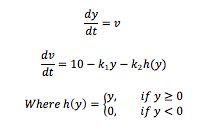 dy/dt = v
dv/dt = 10 − k₁y − k₂h(y)
Where h(y) = {y, if y ≥ 0
{0, if y < 0